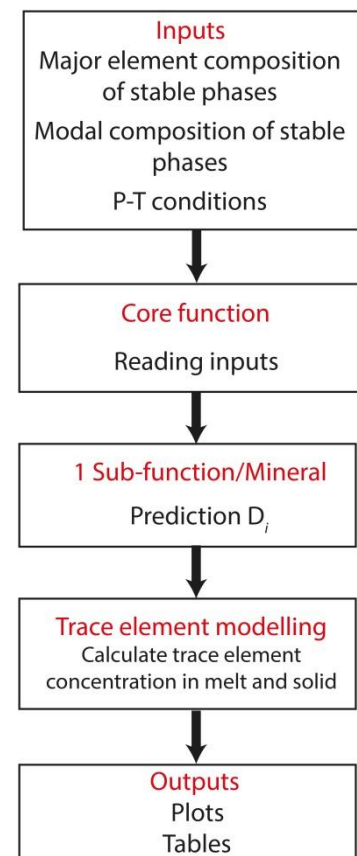 Inputs
Major element composition
of stable phases
Modal composition of stable
phases
P-T conditions
Core function
Reading inputs
1 Sub-function/Mineral
Prediction Di
Trace element modelling
Calculate trace element
concentration in melt and solid
Outputs
Plots
Tables